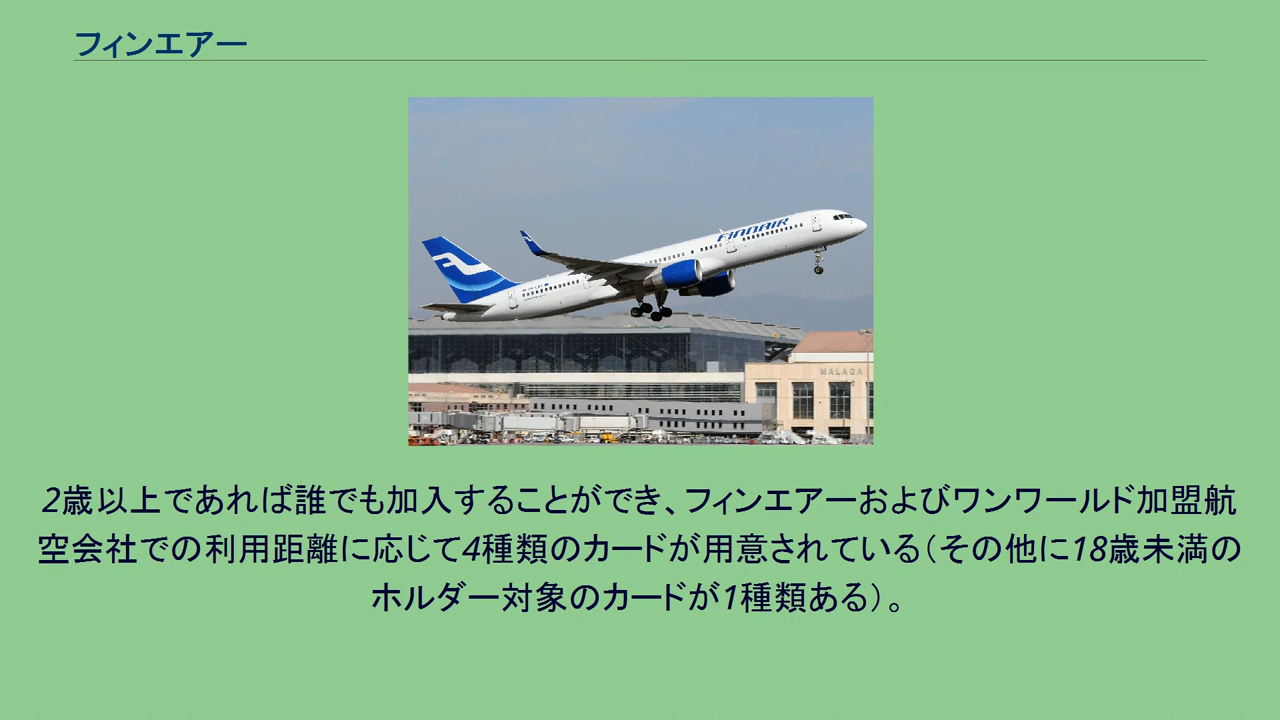 フィンエアー
FINNAIR
MALAGA
2歳以上であれば誰でも加入することができ、フィンエアーおよびワンワールド加盟航
空会社での利用距離に応じて4種類のカードが用意されている（その他に18歳未満の
ホルダー対象のカードが1種類ある）。